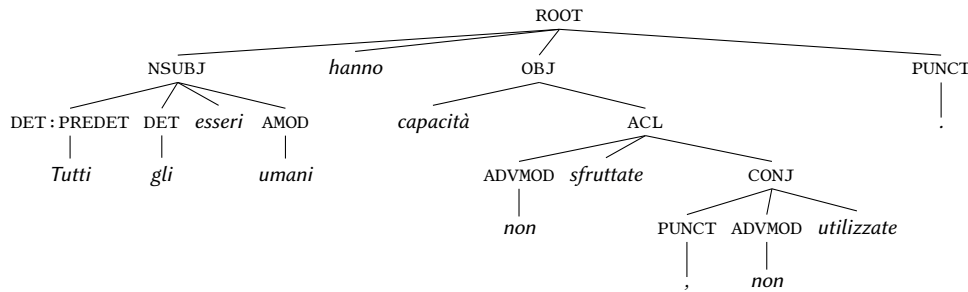 ROOT
NSUBJ hanno OBJ PUNCT
DET:PREDET DET esseri AMOD capacità ACL .
Tutti gli umani ADVMOD sfruttate CONJ
non PUNCT ADVMOD utilizzate
, non